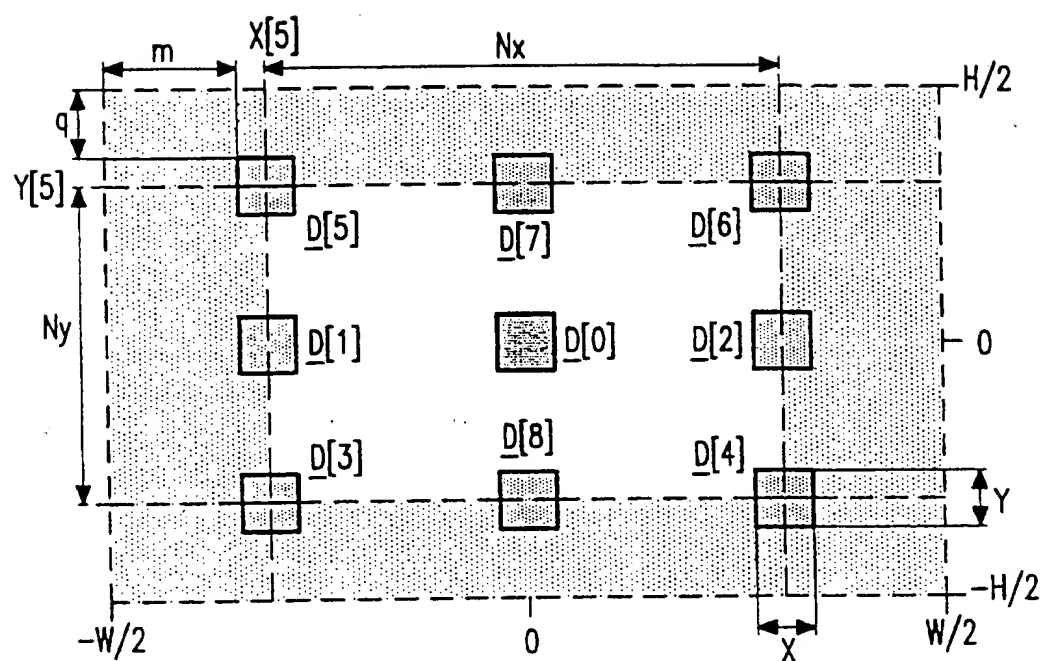 X[5]
m
Nx
H/2
q
Y[5]
D[5]
D[7]
D[6]
Ny
D[1]
D[0]
D[2]
0
D[3]
D[8]
D[4]
Y
-H/2
-W/2
0
X
W/2